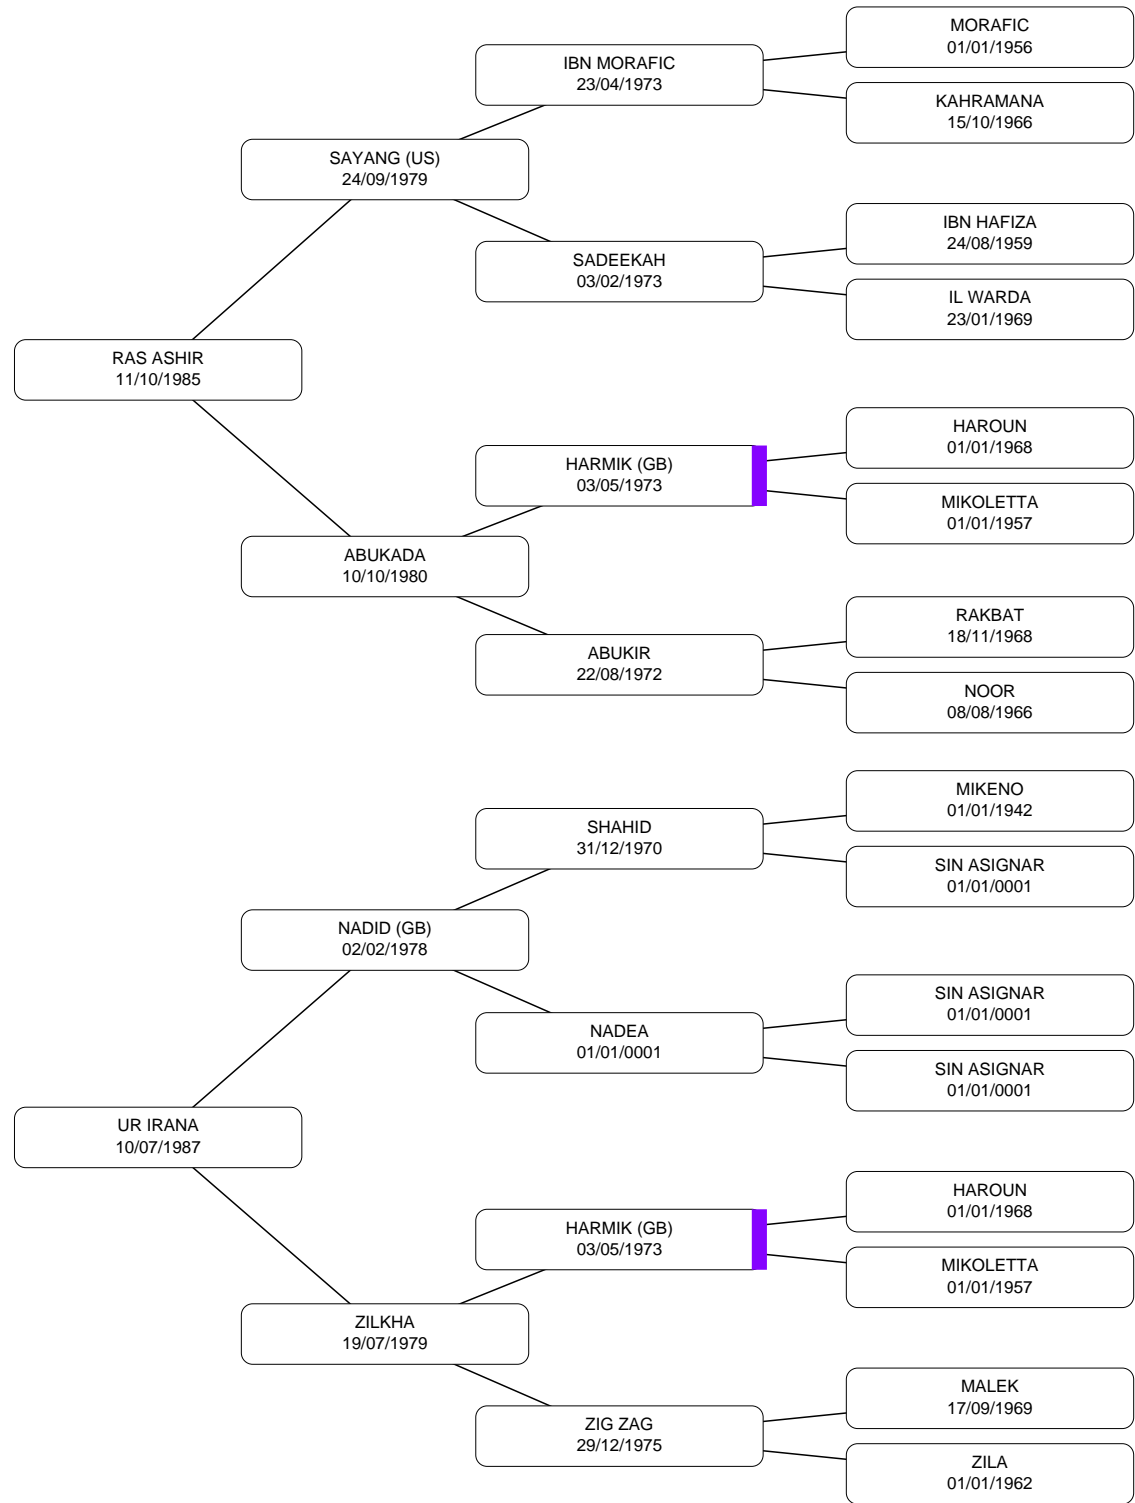 MORAFIC
01/01/1956
IBN MORAFIC
23/04/1973
KAHRAMANA
15/10/1966
SAYANG (US)
24/09/1979
IBN HAFIZA
24/08/1959
SADEEKAH
03/02/1973
IL WARDA
23/01/1969
RAS ASHIR
11/10/1985
HAROUN
01/01/1968
HARMIK (GB)
03/05/1973
MIKOLETTA
01/01/1957
ABUKADA
10/10/1980
RAKBAT
18/11/1968
ABUKIR
22/08/1972
NOOR
08/08/1966
MIKENO
01/01/1942
SHAHID
31/12/1970
SIN ASIGNAR
01/01/0001
NADID (GB)
02/02/1978
SIN ASIGNAR
01/01/0001
NADEA
01/01/0001
SIN ASIGNAR
01/01/0001
UR IRANA
10/07/1987
HAROUN
01/01/1968
HARMIK (GB)
03/05/1973
MIKOLETTA
01/01/1957
ZILKHA
19/07/1979
MALEK
17/09/1969
ZIG ZAG
29/12/1975
ZILA
01/01/1962